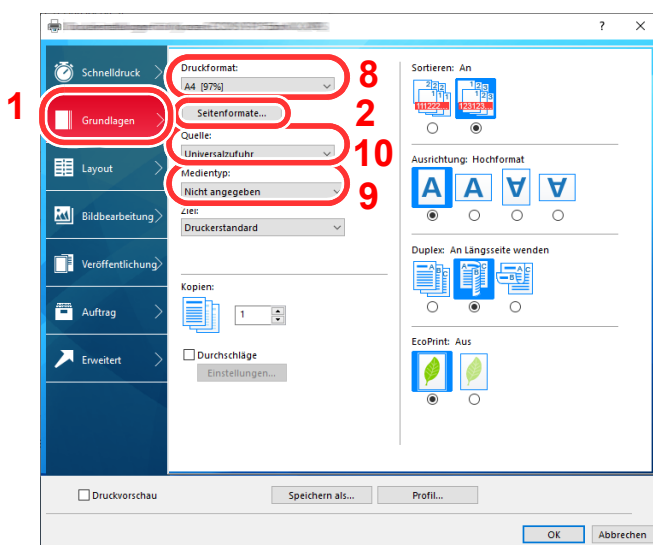 ?
Schnelldruck
Grundlagen
Layout
Bildbearbeitung
Veröffentlichung
Auftrag
Erweitert
1
Druckformat:
A4 [97%]
8
Seitenformate...
2
Quelle:
Universalzufuhr
10
Medientyp:
Nicht angegeben
9
Ziel:
Druckerstandard
Kopien:
1
Durchschläge
Einstellungen...
Sortieren: An
111222 123123
Ausrichtung: Hochformat
A A A A
Duplex: An Längsseite wenden
EcoPrint: Aus
Druckvorschau
Speichern als...
Profil...
OK
Abbrechen